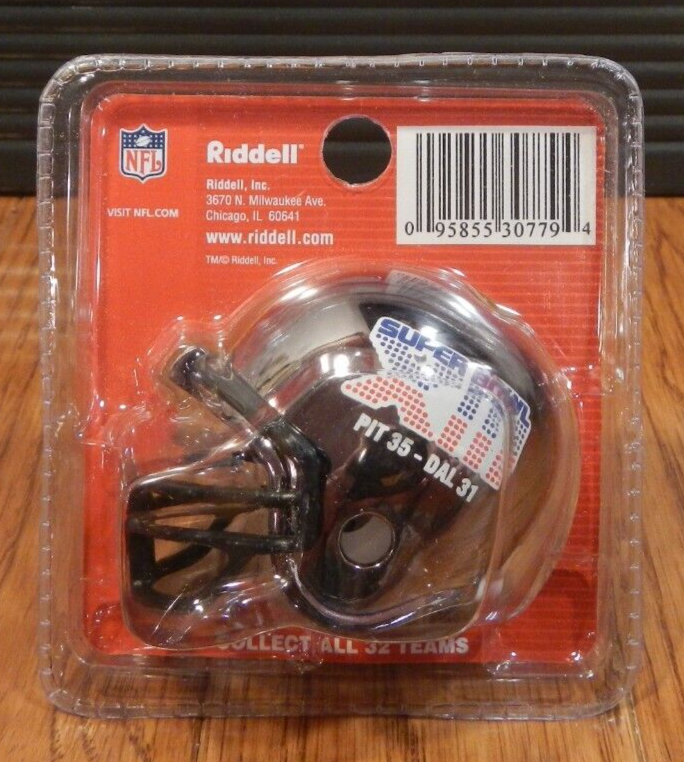 NFL
VISIT NFL.COM
Riddell®
Riddell, Inc.
3670 N. Milwaukee Ave.
Chicago, IL 60641
www.riddell.com
TM/© Riddell, Inc.
0 95855 30779 4
SUPER BOWL
XIII
PIT 35 - DAL 31
COLLECT ALL 32 TEAMS